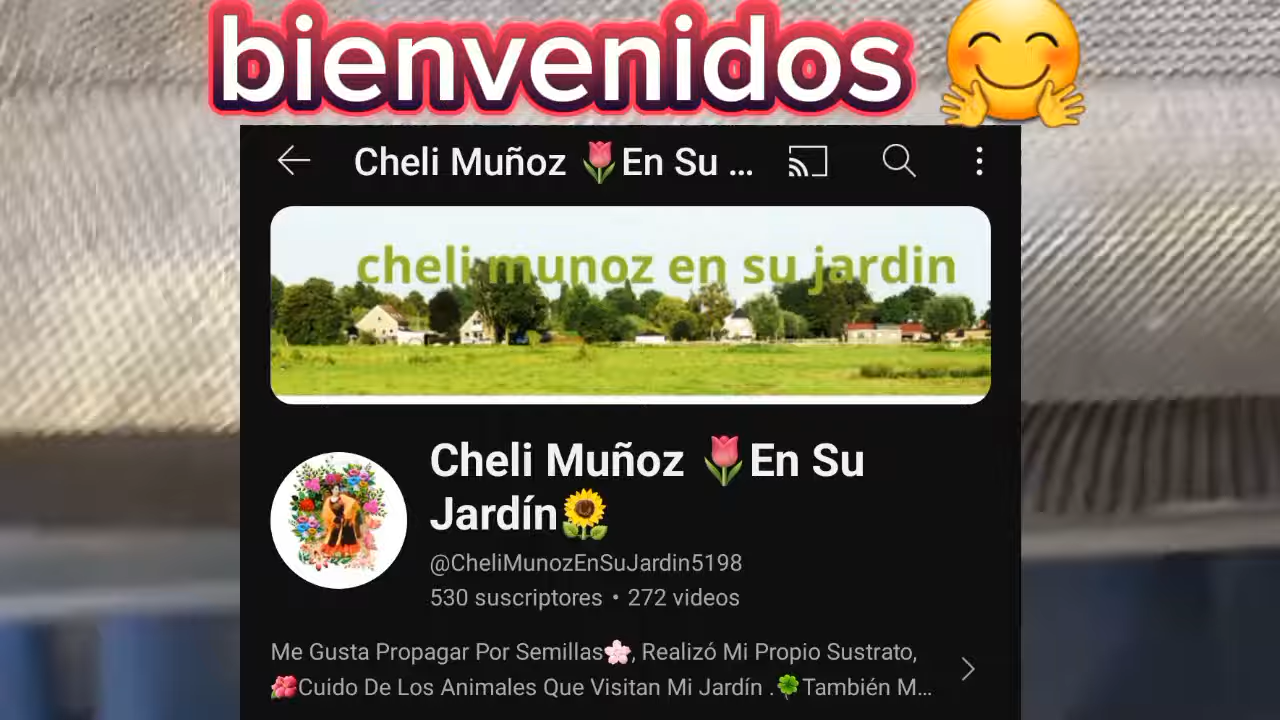 bienvenidos 🤗
Cheli Muñoz 🌷En Su ...
cheli munoz en su jardin
Cheli Muñoz 🌷En Su
Jardín🌻
@CheliMunozEnSuJardin5198
530 suscriptores • 272 videos
Me Gusta Propagar Por Semillas🌸, Realizó Mi Propio Sustrato,
🌺Cuido De Los Animales Que Visitan Mi Jardín .🍀También M...